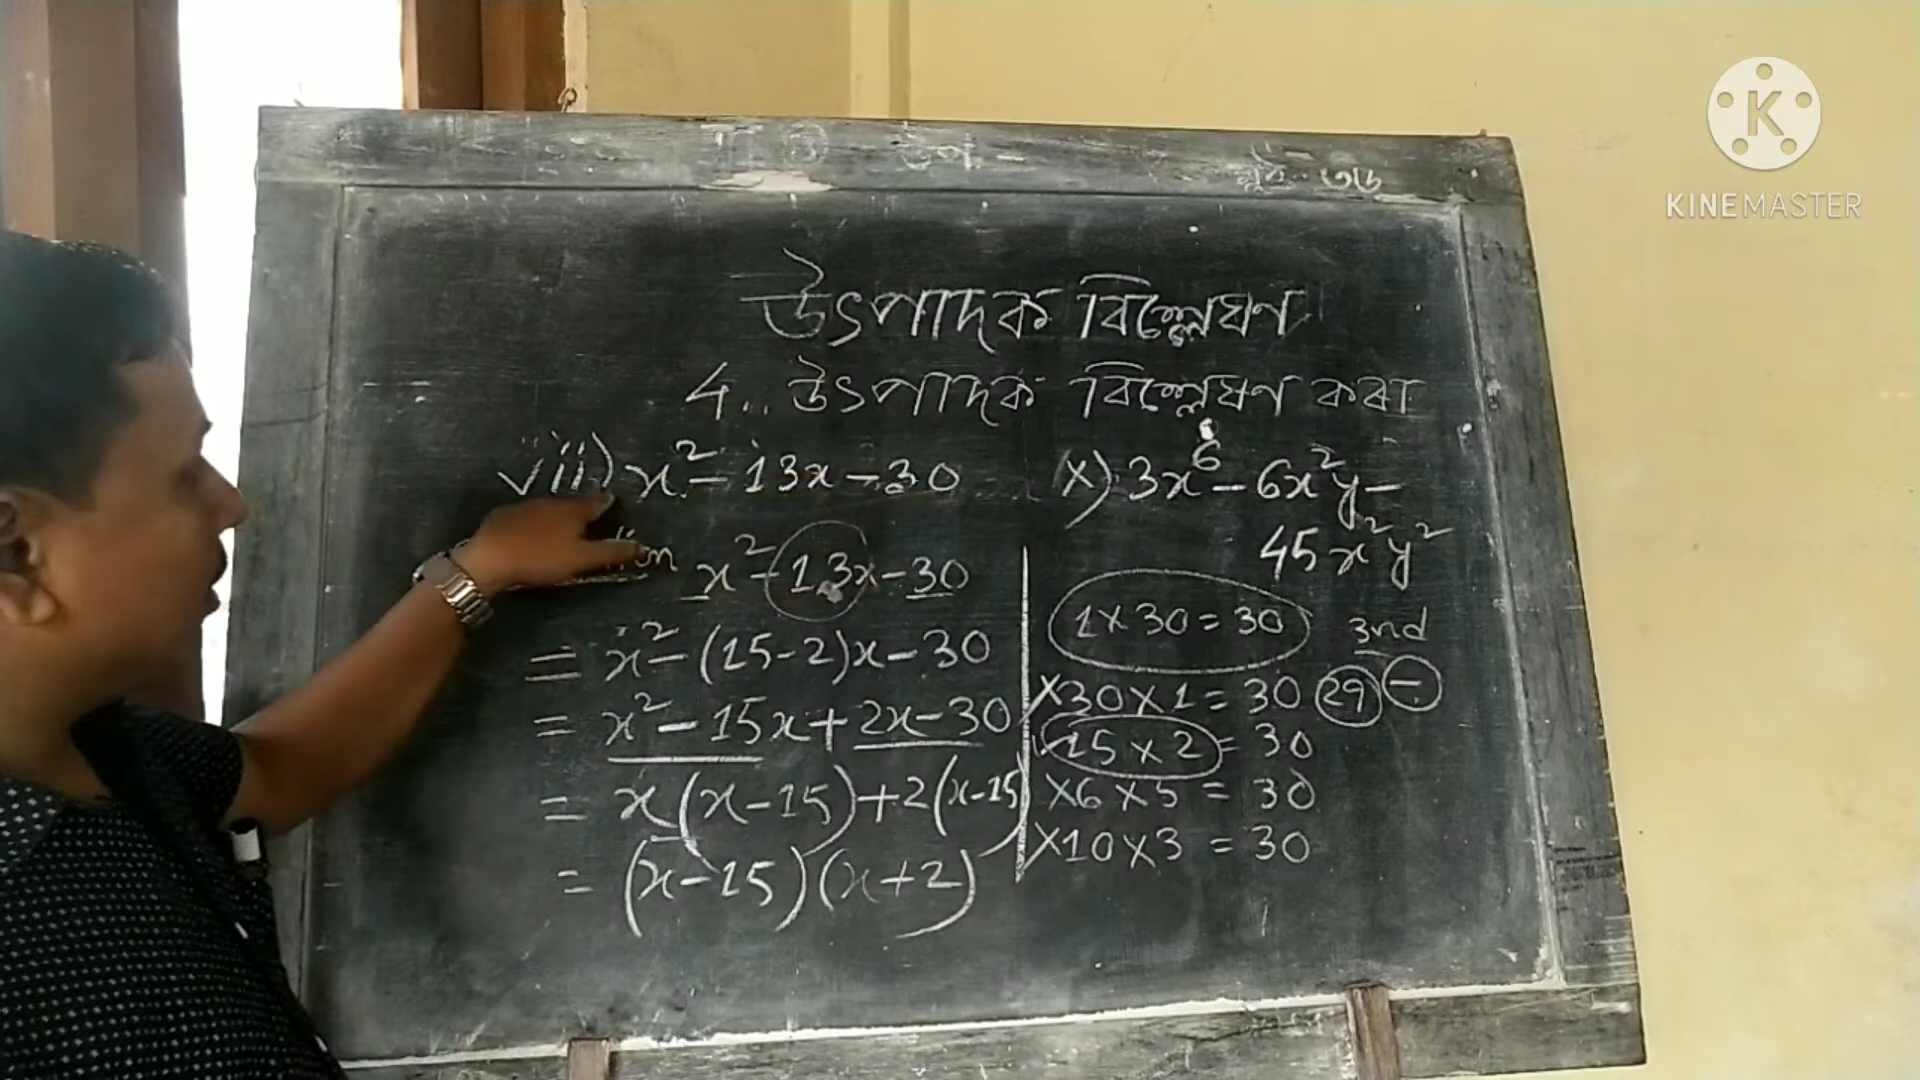 KINEMASTER
উৎপাদক বিশ্লেষণ
4. উৎপাদক বিশ্লেষণ কৰা
vii) x² - 13x - 30
x) 3x⁶ - 6x²y -
45x²y²
x² - 13x - 30
= x² - (15-2)x - 30
= x² - 15x + 2x - 30
= x(x-15) + 2(x-15)
= (x-15)(x+2)
1 × 30 = 30
3nd
×30 × 1 = 30 29 -
15 × 2 = 30
×6 × 5 = 30
×10 × 3 = 30